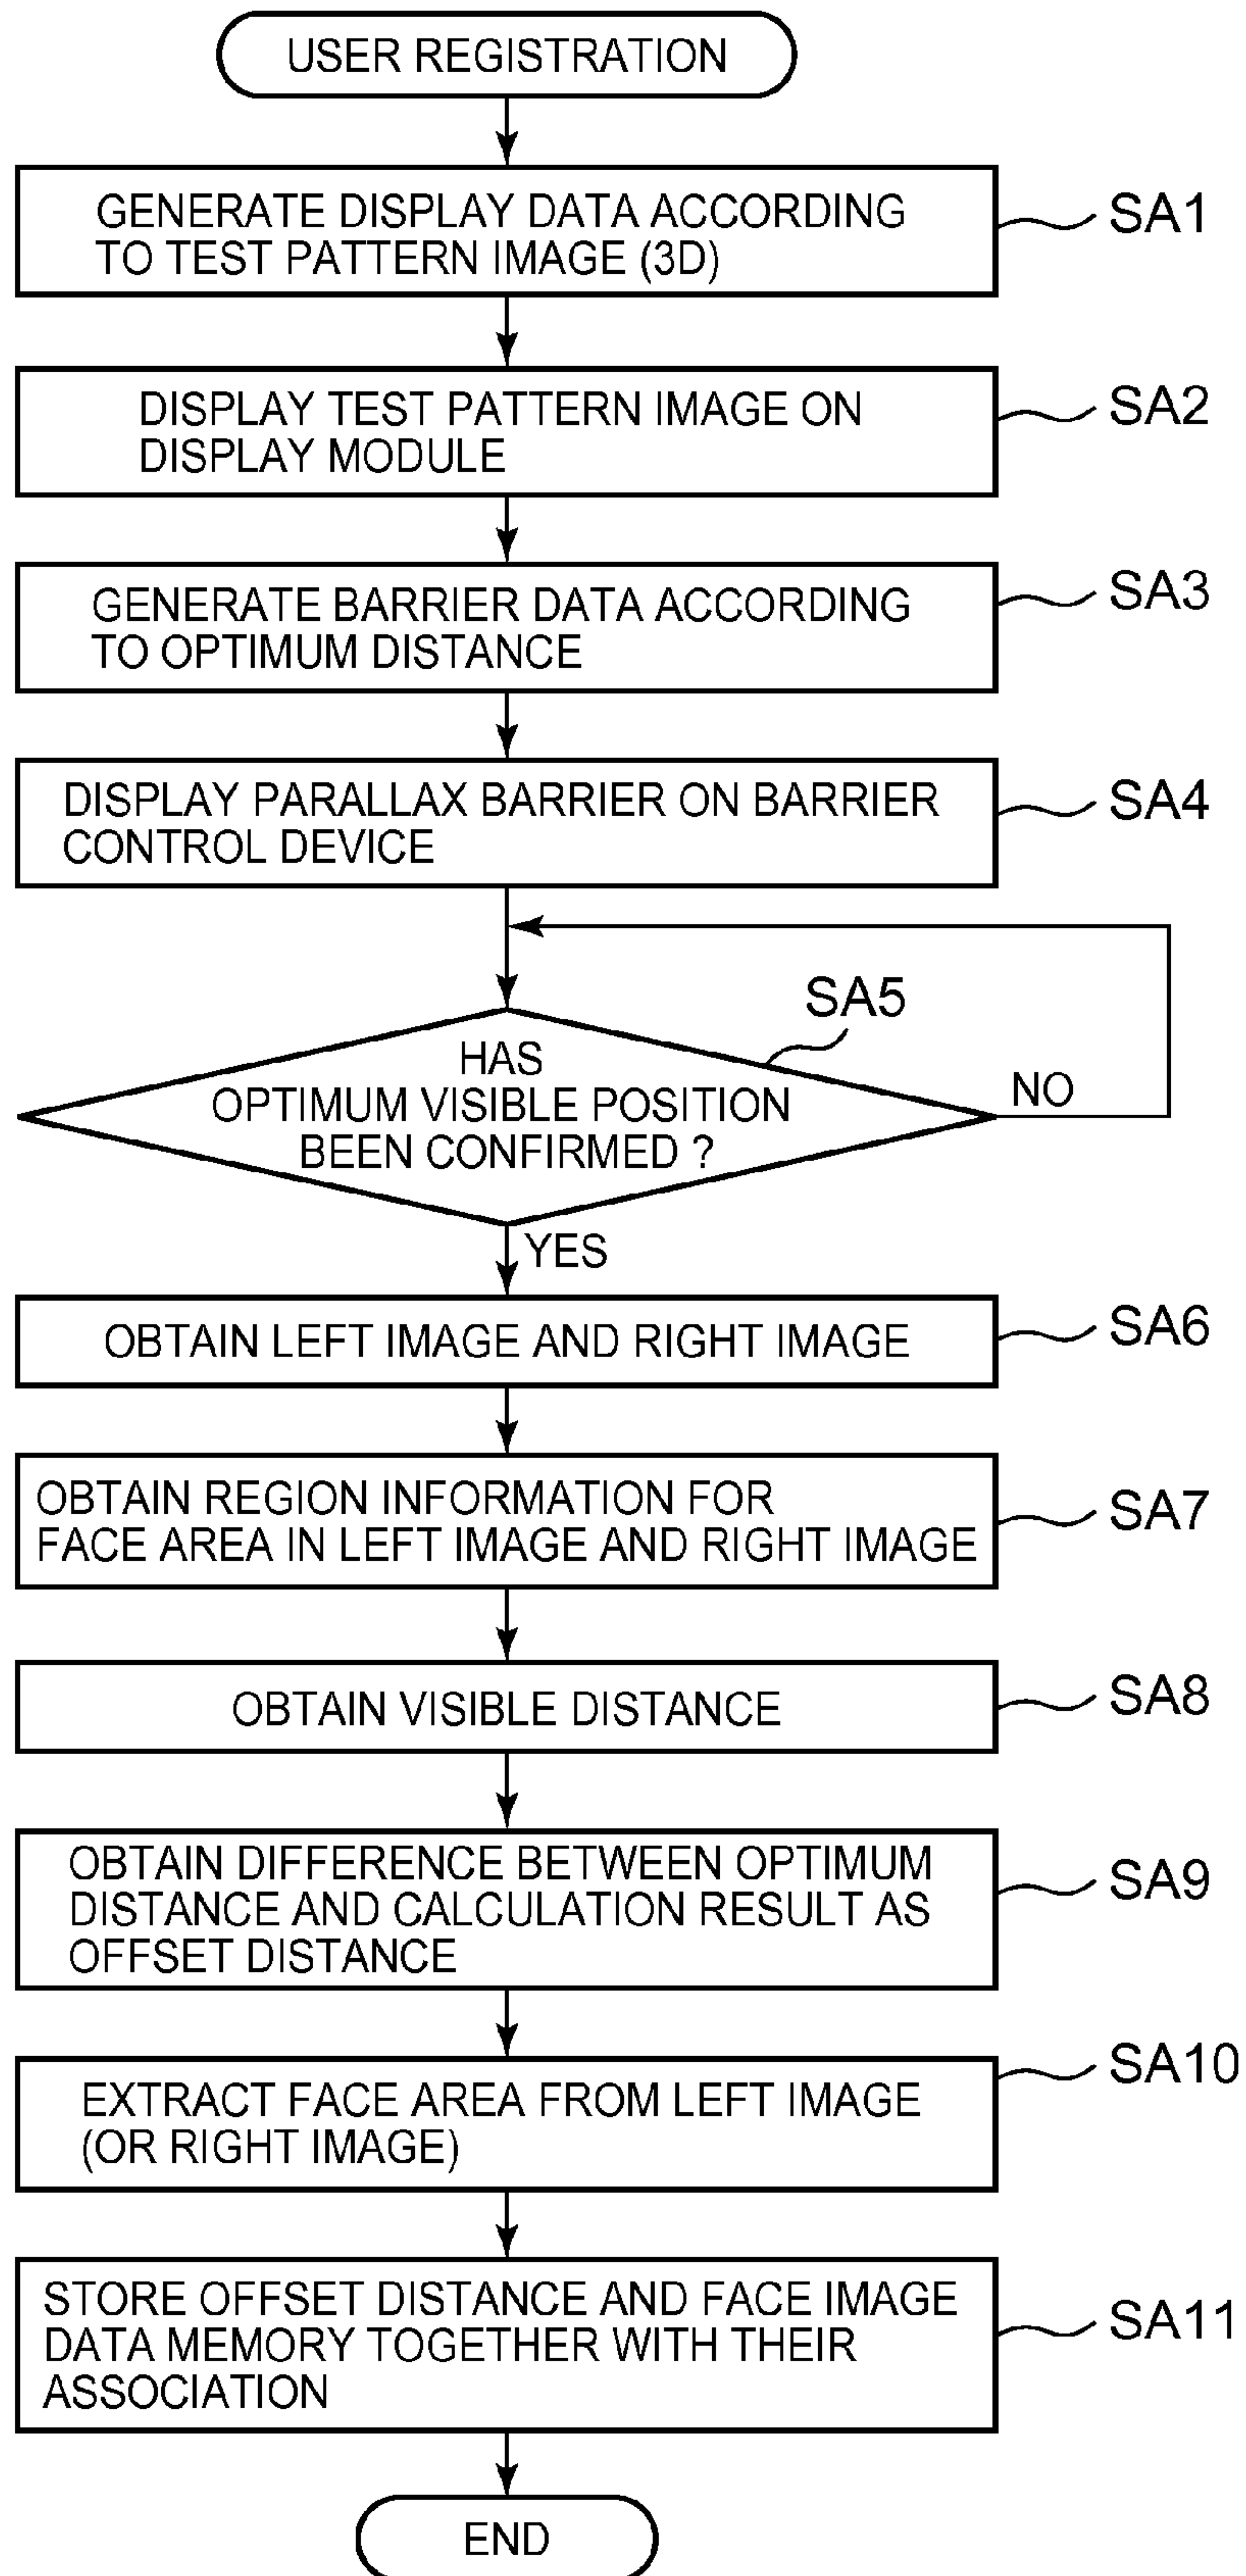 USER REGISTRATION
GENERATE DISPLAY DATA ACCORDING
TO TEST PATTERN IMAGE (3D)
SA1
DISPLAY TEST PATTERN IMAGE ON
DISPLAY MODULE
SA2
GENERATE BARRIER DATA ACCORDING
TO OPTIMUM DISTANCE
SA3
DISPLAY PARALLAX BARRIER ON BARRIER
CONTROL DEVICE
SA4
SA5
HAS
OPTIMUM VISIBLE POSITION
BEEN CONFIRMED ?
NO
YES
OBTAIN LEFT IMAGE AND RIGHT IMAGE
SA6
OBTAIN REGION INFORMATION FOR
FACE AREA IN LEFT IMAGE AND RIGHT IMAGE
SA7
OBTAIN VISIBLE DISTANCE
SA8
OBTAIN DIFFERENCE BETWEEN OPTIMUM
DISTANCE AND CALCULATION RESULT AS
OFFSET DISTANCE
SA9
EXTRACT FACE AREA FROM LEFT IMAGE
(OR RIGHT IMAGE)
SA10
STORE OFFSET DISTANCE AND FACE IMAGE
DATA MEMORY TOGETHER WITH THEIR
ASSOCIATION
SA11
END